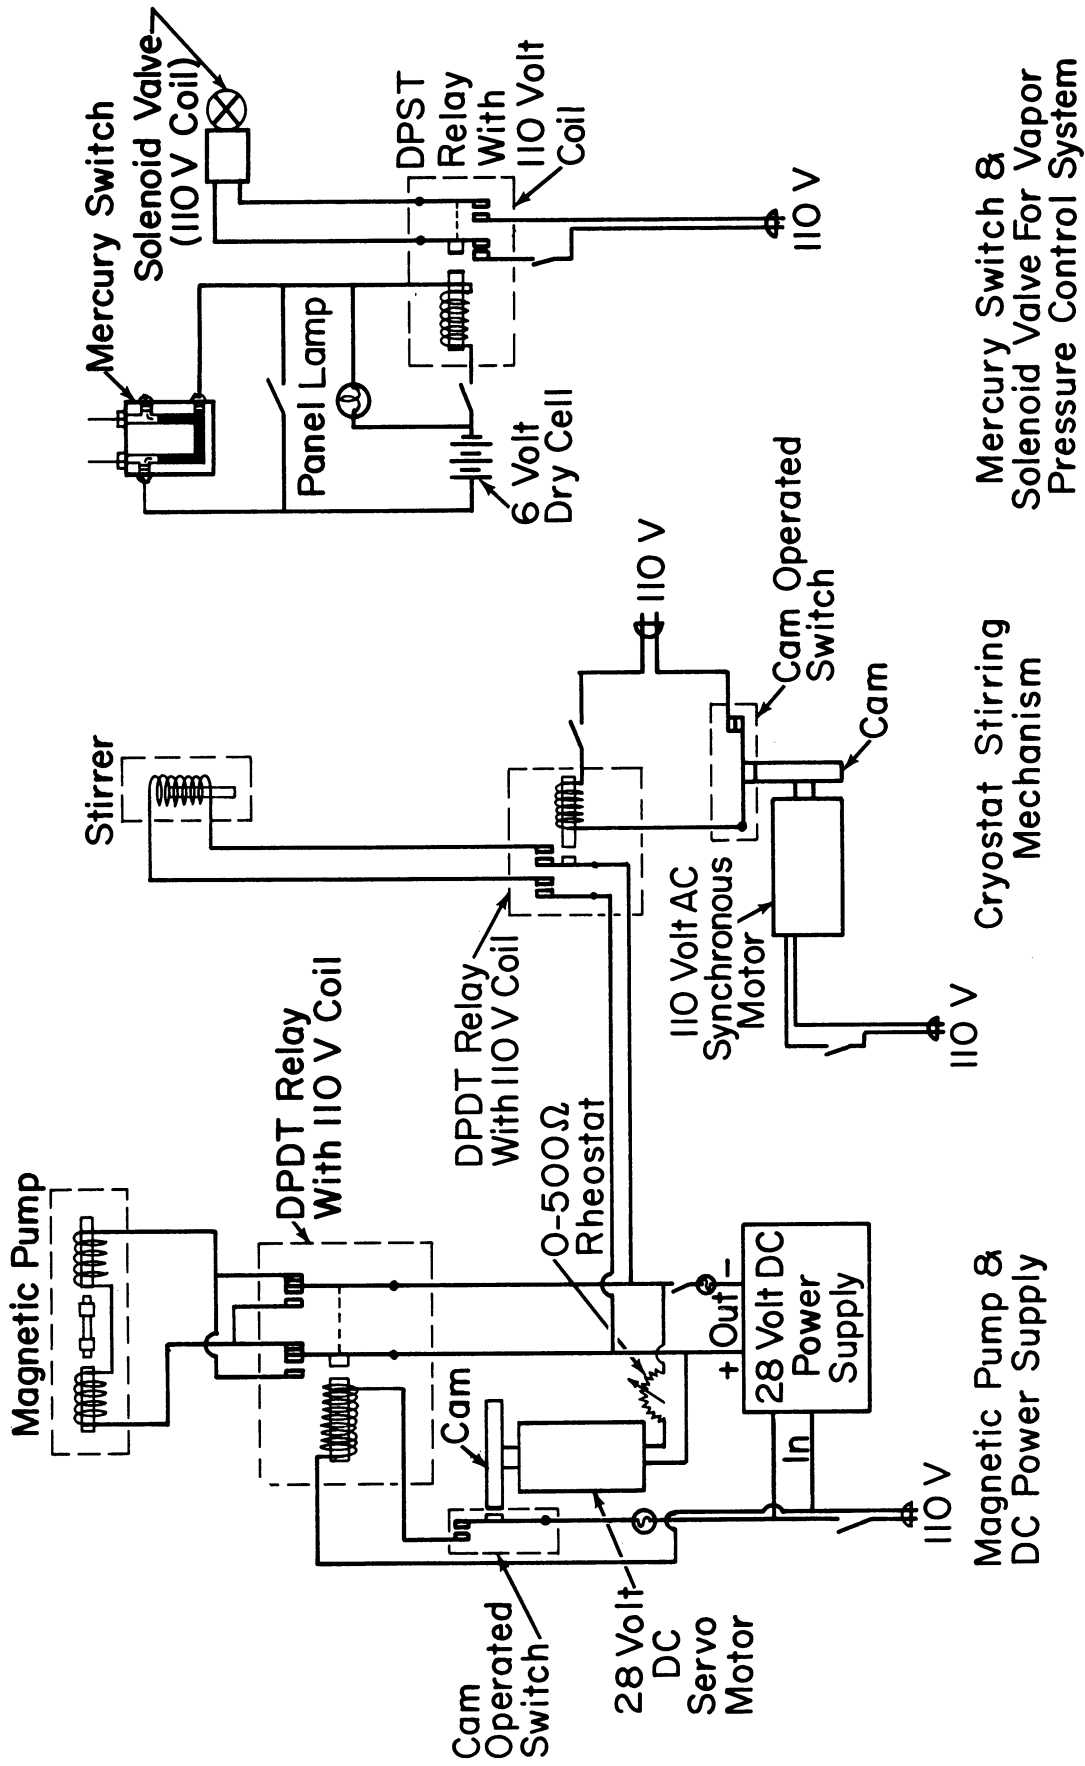 Magnetic Pump
DPDT Relay
With 110 V Coil
Cam
Cam
Operated
Switch
28 Volt
DC
Servo
Motor
0-500Ω
Rheostat
+ Out -
28 Volt DC
Power
Supply
In
110 V
Magnetic Pump &
DC Power Supply
Stirrer
DPDT Relay
With 110 V Coil
110 Volt AC
Synchronous
Motor
110 V
110 V
Cam Operated
Switch
Cam
Cryostat Stirring
Mechanism
Mercury Switch
Solenoid Valve
(110 V Coil)
Panel Lamp
6 Volt
Dry Cell
DPST
Relay
With
110 Volt
Coil
110 V
Mercury Switch &
Solenoid Valve For Vapor
Pressure Control System